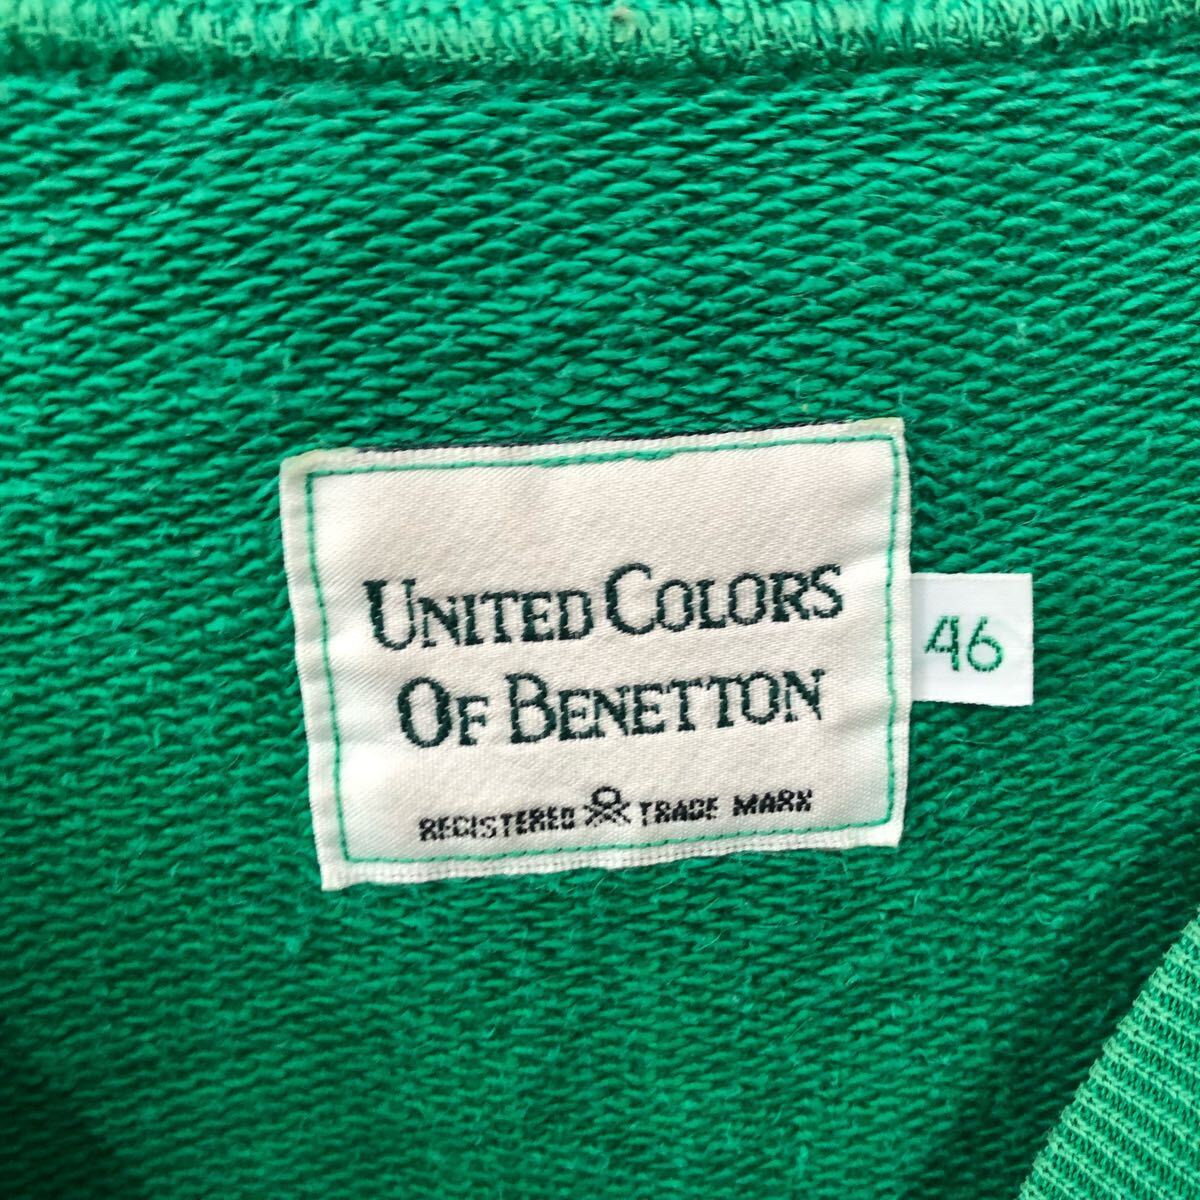 UNITED COLORS
OF BENETTON
REGISTERED TRADE MARK
46